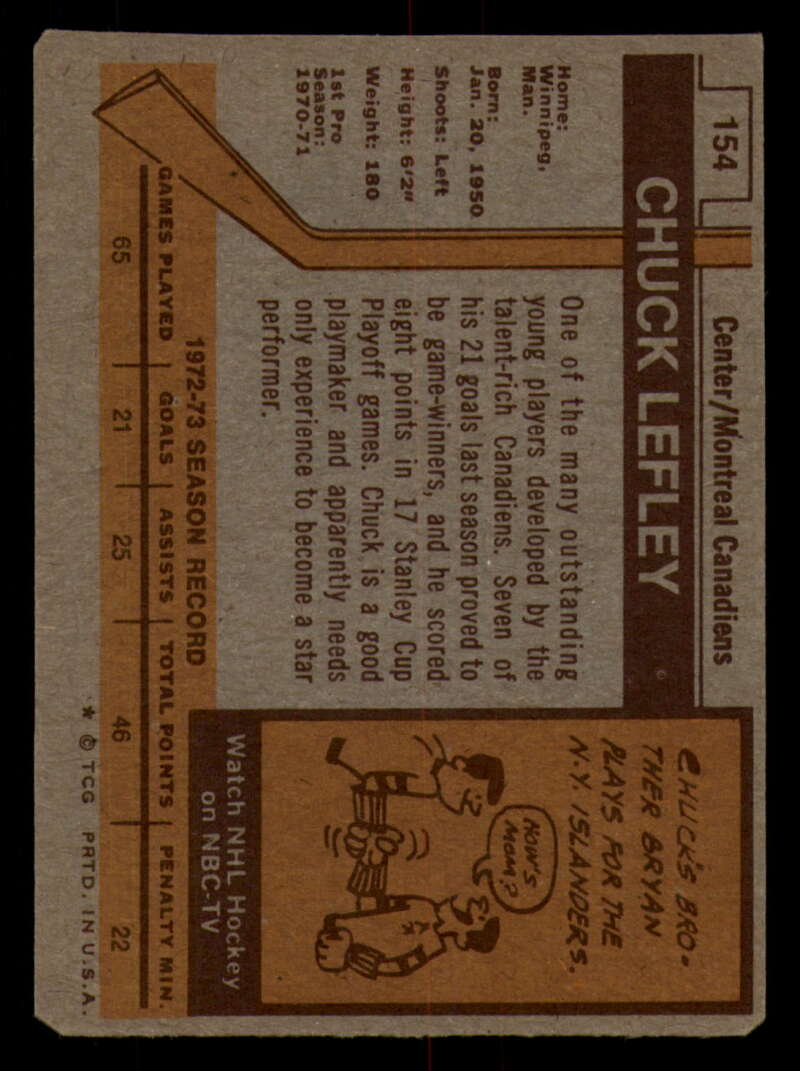 154
Center/Montreal Canadiens
CHUCK LEFLEY
Home:
Winnipeg,
Man.
Born:
Jan. 20, 1950
Shoots: Left
Height: 6'2"
Weight: 180
1st Pro
Season:
1970-71
One of the many outstanding
young players developed by the
talent-rich Canadiens. Seven of
his 21 goals last season proved to
be game-winners, and he scored
eight points in 17 Stanley Cup
Playoff games. Chuck is a good
playmaker and apparently needs
only experience to become a star
performer.
CHUCK'S BRO-
THER BRYAN
PLAYS FOR THE
N.Y. ISLANDERS.
HOW'S
MOM?
Watch NHL Hockey
on NBC-TV
1972-73 SEASON RECORD
GAMES PLAYED GOALS ASSISTS TOTAL POINTS PENALTY MIN.
65 21 25 46 22
* © TCG PRTD. IN U.S.A.